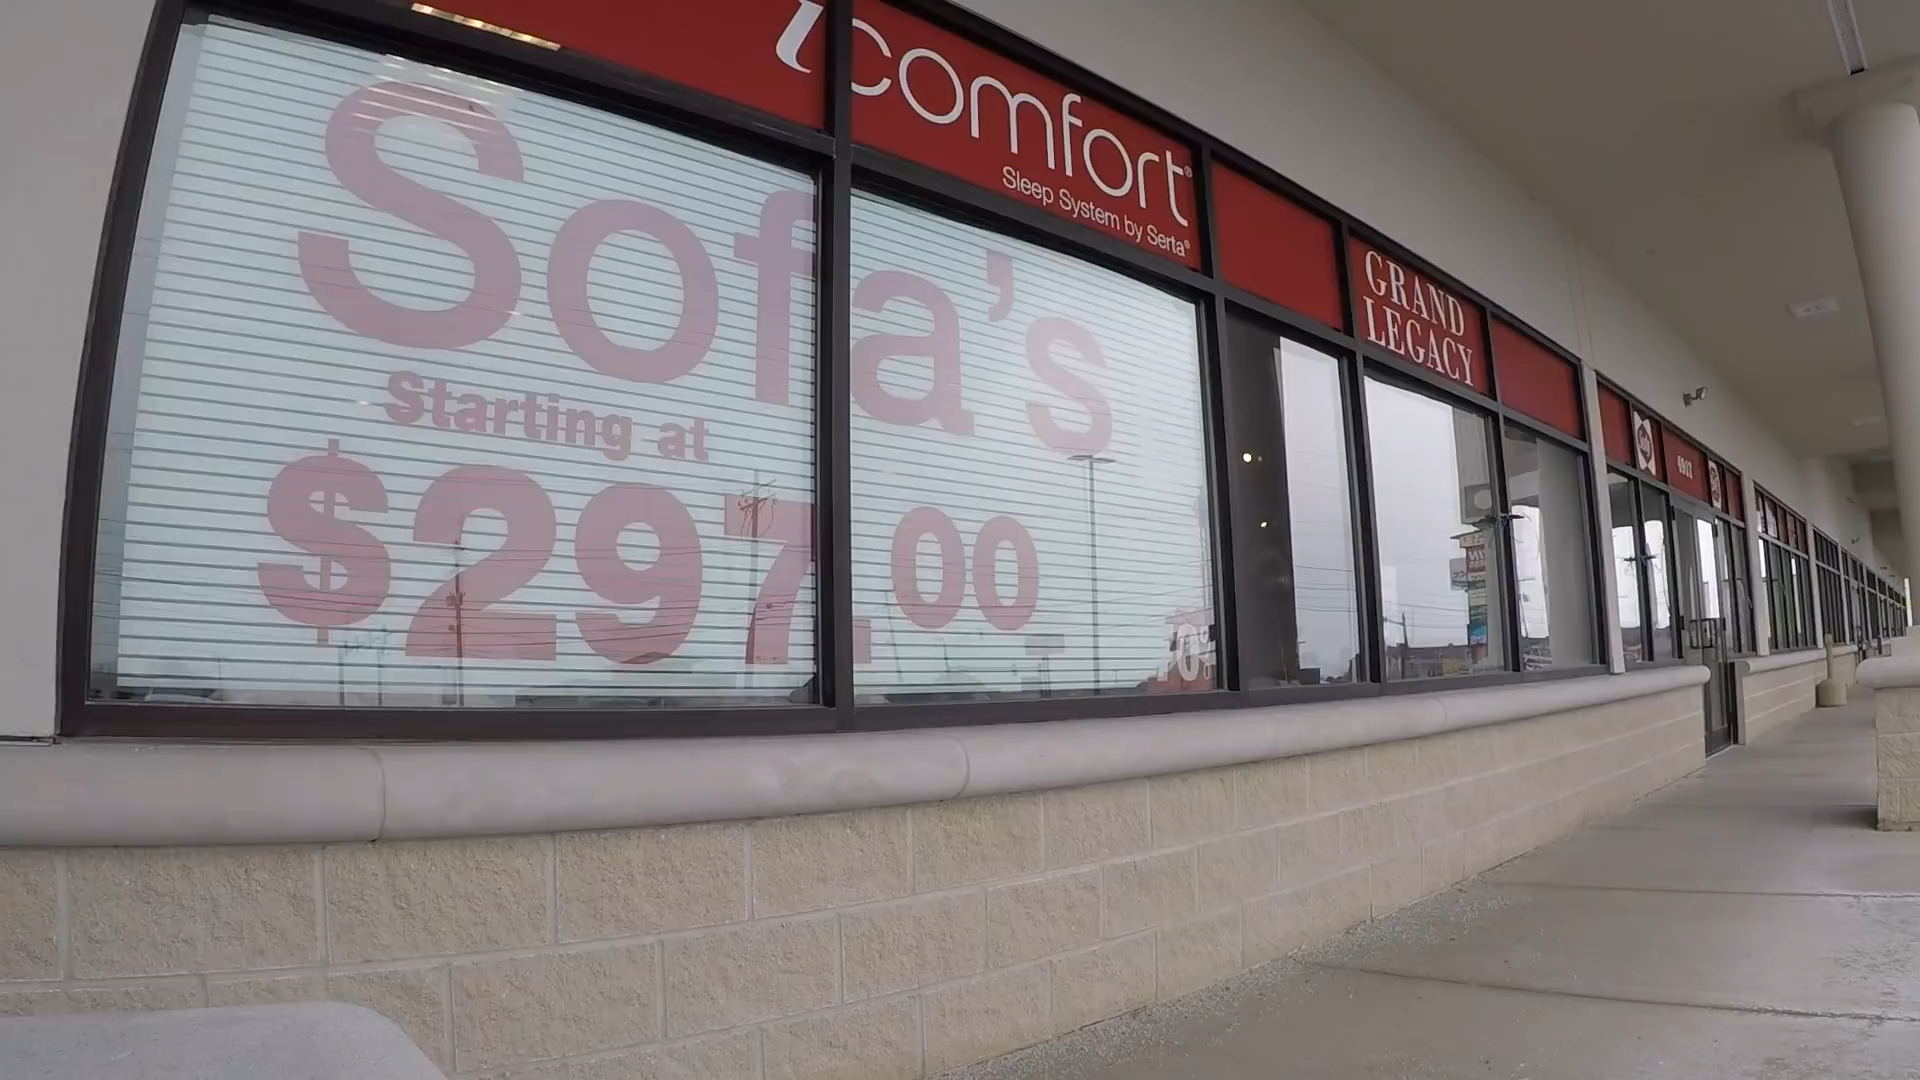 icomfort®
Sleep System by Serta®
Sofa's
Starting at
$297.00
GRAND
LEGACY